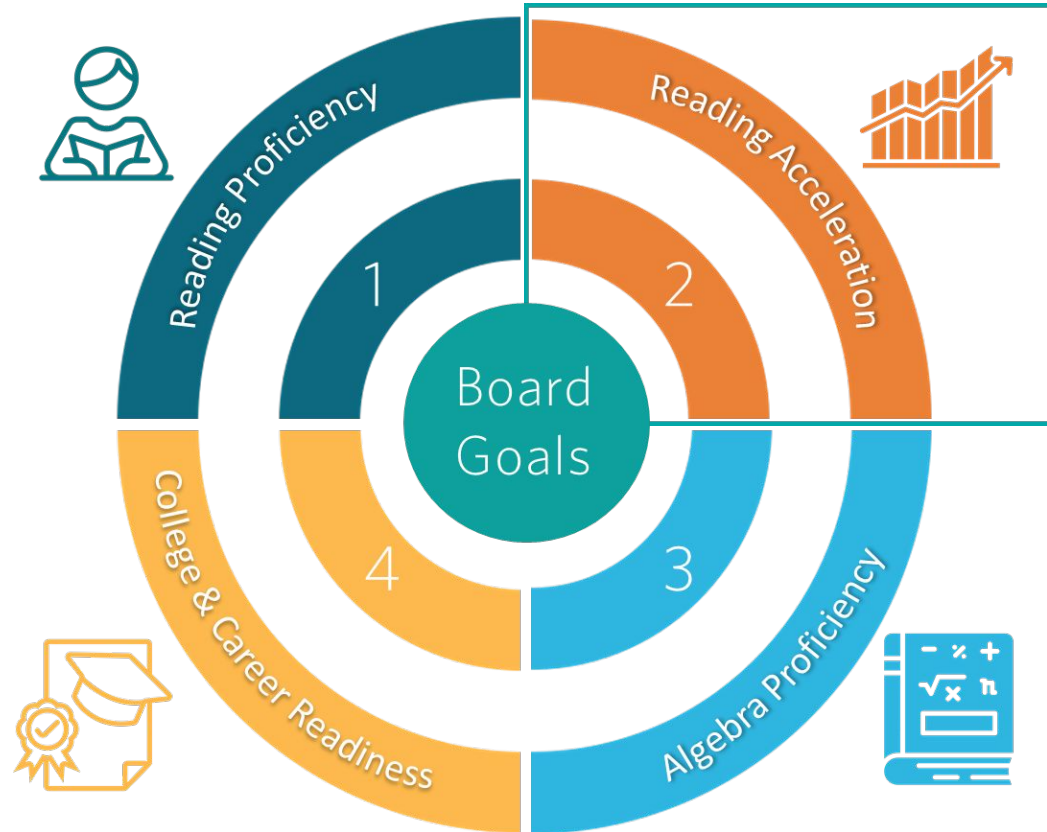 Reading Proficiency
1
Reading Acceleration
2
Board
Goals
College & Career Readiness
4
Algebra Proficiency
3
- % +
√x n